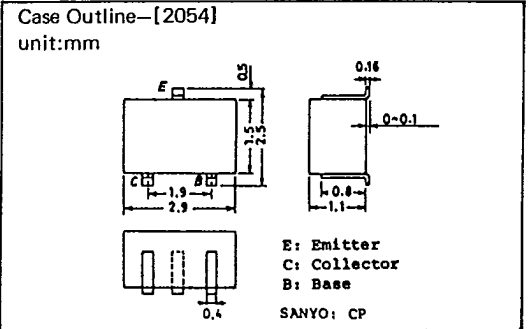 Case Outline—[2054]
unit:mm
E
0.5
0.16
1.5
2.5
0~0.1
C
B
1.9
2.9
0.8
1.1
0.4
E: Emitter
C: Collector
B: Base
SANYO: CP